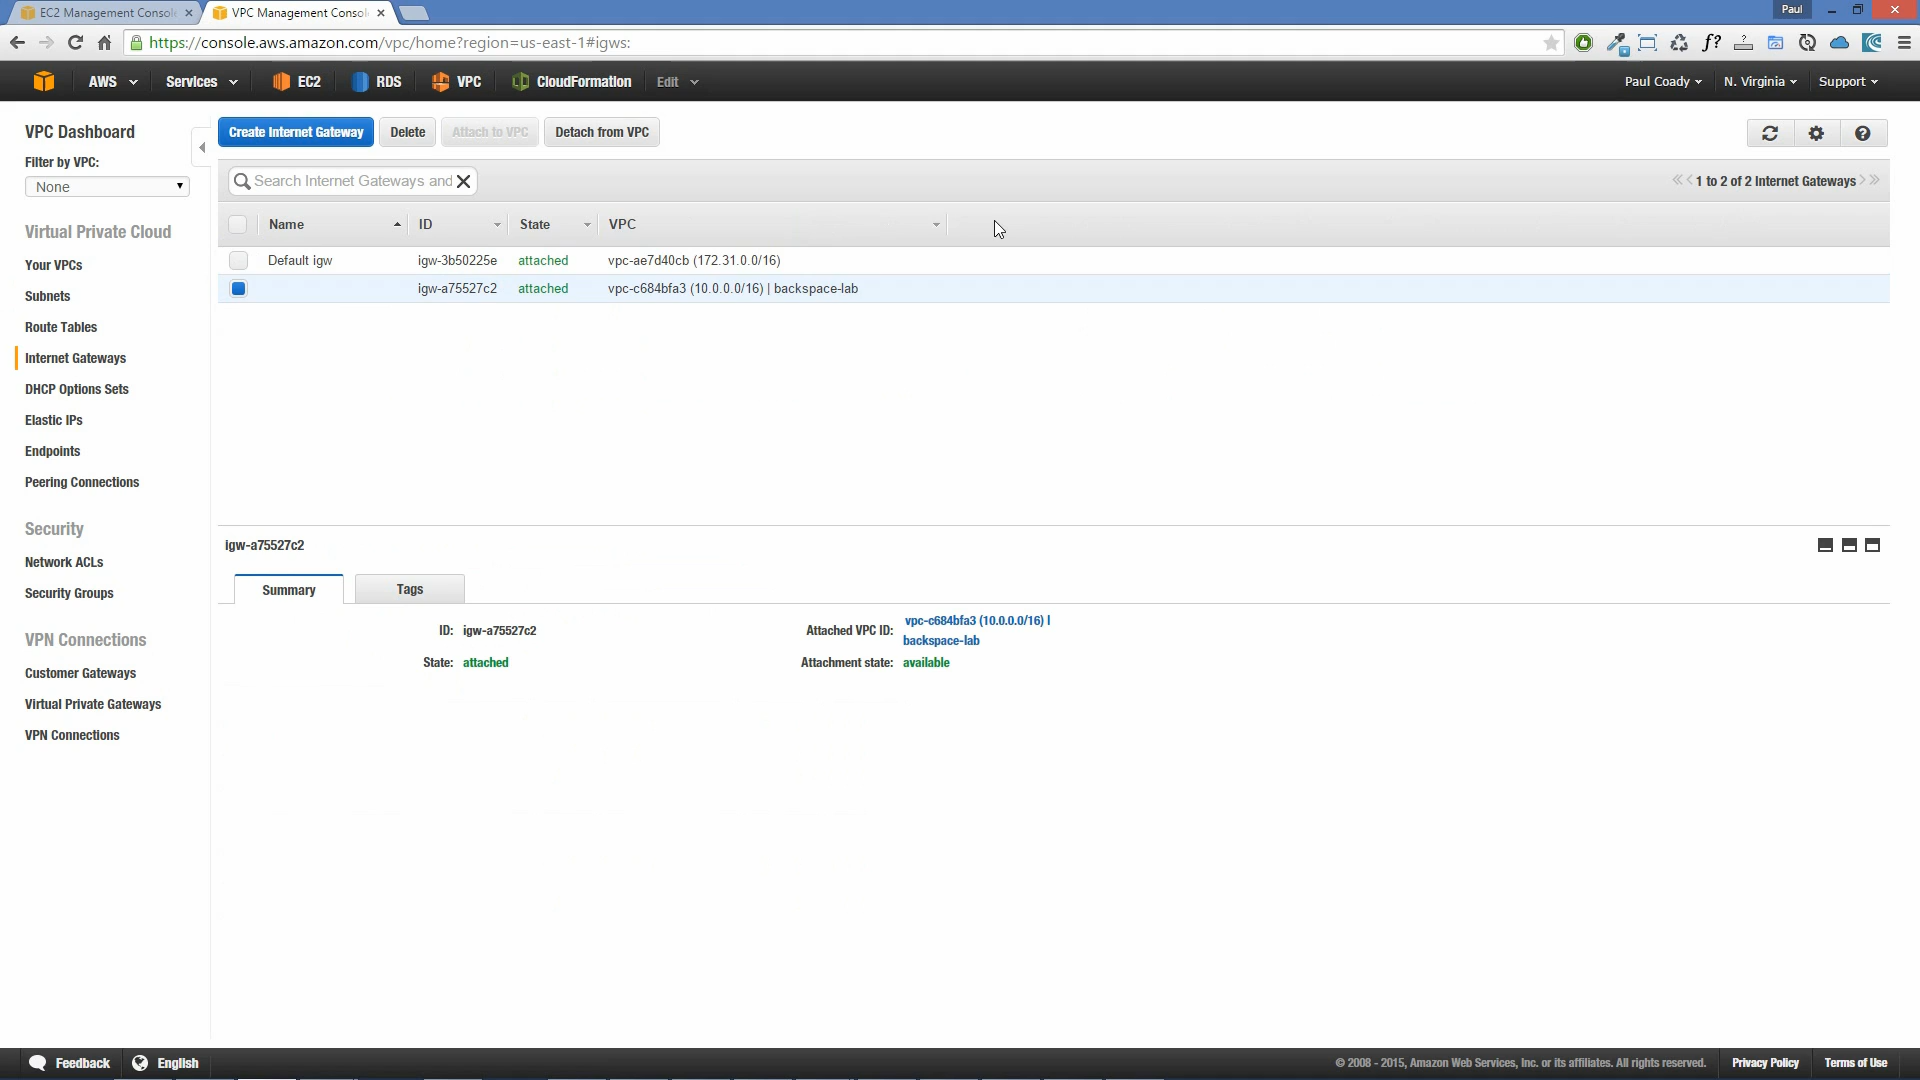 EC2 Management Consol
VPC Management Consol
Paul
https://console.aws.amazon.com/vpc/home?region=us-east-1#igws:
f?
AWS Services EC2 RDS VPC CloudFormation Edit Paul Coady N. Virginia Support
VPC Dashboard
Filter by VPC:
None
Virtual Private Cloud
Your VPCs
Subnets
Route Tables
Internet Gateways
DHCP Options Sets
Elastic IPs
Endpoints
Peering Connections
Security
Network ACLs
Security Groups
VPN Connections
Customer Gateways
Virtual Private Gateways
VPN Connections
Create Internet Gateway Delete Attach to VPC Detach from VPC
Search Internet Gateways and
1 to 2 of 2 Internet Gateways
Name ID State VPC
Default igw igw-3b50225e attached vpc-ae7d40cb (172.31.0.0/16)
igw-a75527c2 attached vpc-c684bfa3 (10.0.0.0/16) | backspace-lab
igw-a75527c2
Summary Tags
ID: igw-a75527c2
State: attached
Attached VPC ID: vpc-c684bfa3 (10.0.0.0/16) |
backspace-lab
Attachment state: available
Feedback English
© 2008 - 2015, Amazon Web Services, Inc. or its affiliates. All rights reserved. Privacy Policy Terms of Use